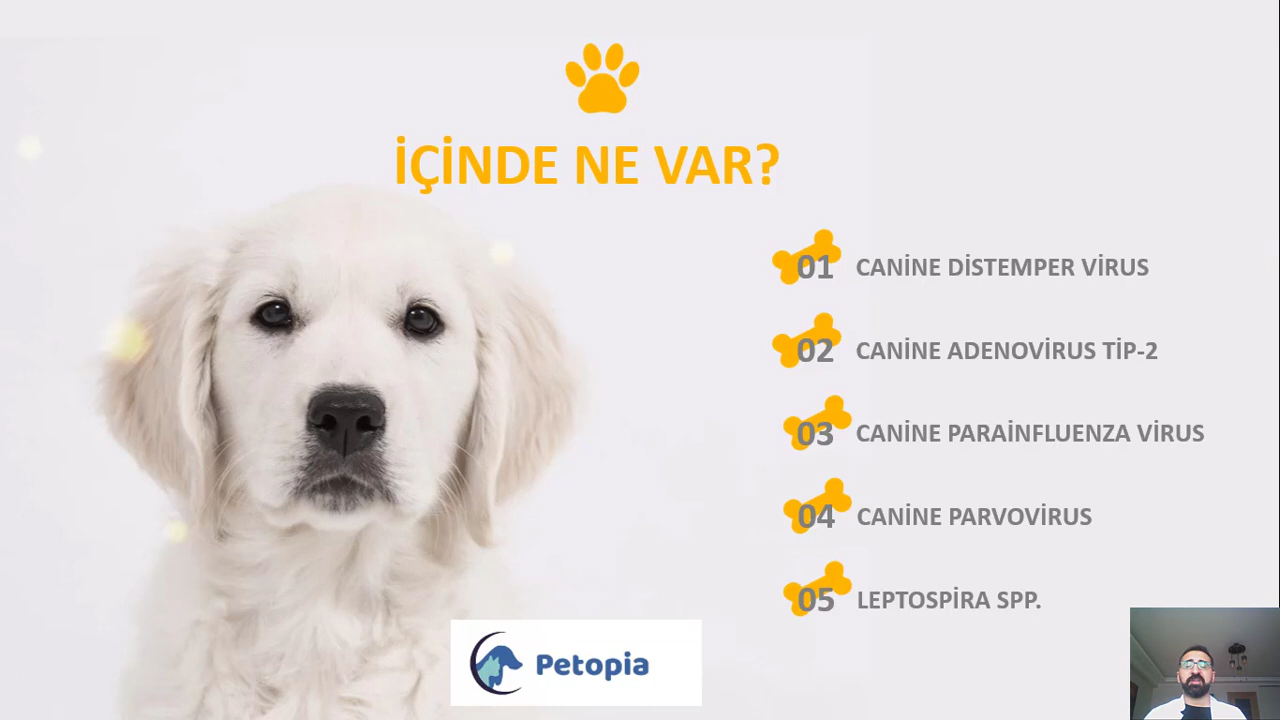 İÇİNDE NE VAR?
01 CANİNE DİSTEMPER VİRUS
02 CANİNE ADENOVİRUS TİP-2
03 CANİNE PARAİNFLUENZA VİRUS
04 CANİNE PARVOVİRUS
05 LEPTOSPİRA SPP.
Petopia